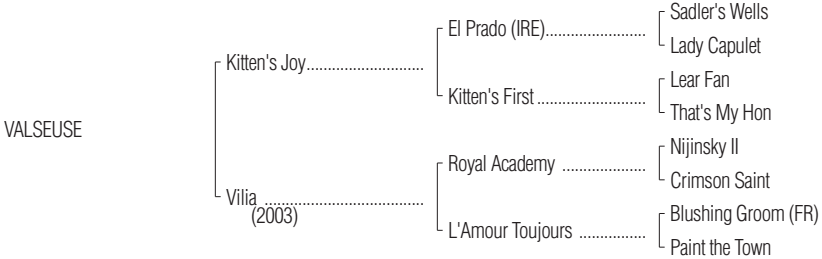 Sadler's Wells
El Prado (IRE)........................
Lady Capulet
Kitten's Joy............................
Lear Fan
Kitten's First ..........................
That's My Hon
VALSEUSE
Nijinsky II
Royal Academy ....................
Crimson Saint
Vilia ......................................
(2003)
Blushing Groom (FR)
L'Amour Toujours ................
Paint the Town